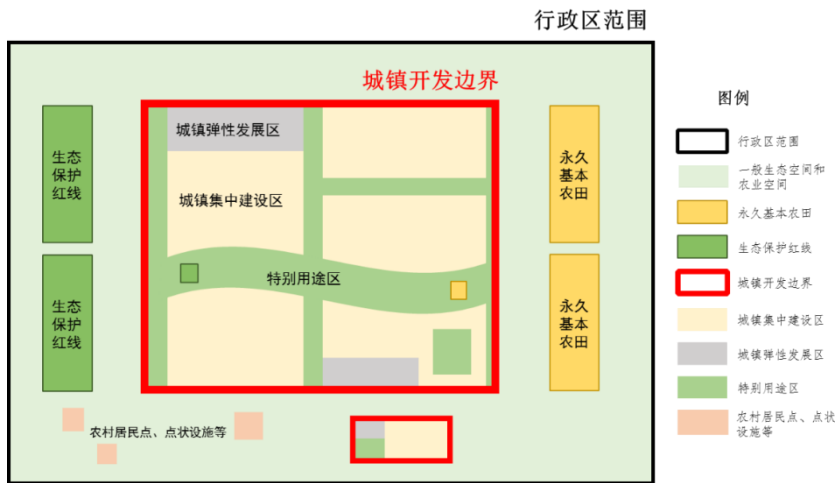 行政区范围
城镇开发边界
城镇弹性发展区
城镇集中建设区
特别用途区
生态
保护
红线
生态
保护
红线
永久
基本
农田
永久
基本
农田
农村居民点、点状设施等
图例
行政区范围
一般生态空间和
农业空间
永久基本农田
生态保护红线
城镇开发边界
城镇集中建设区
城镇弹性发展区
特别用途区
农村居民点、点状
设施等